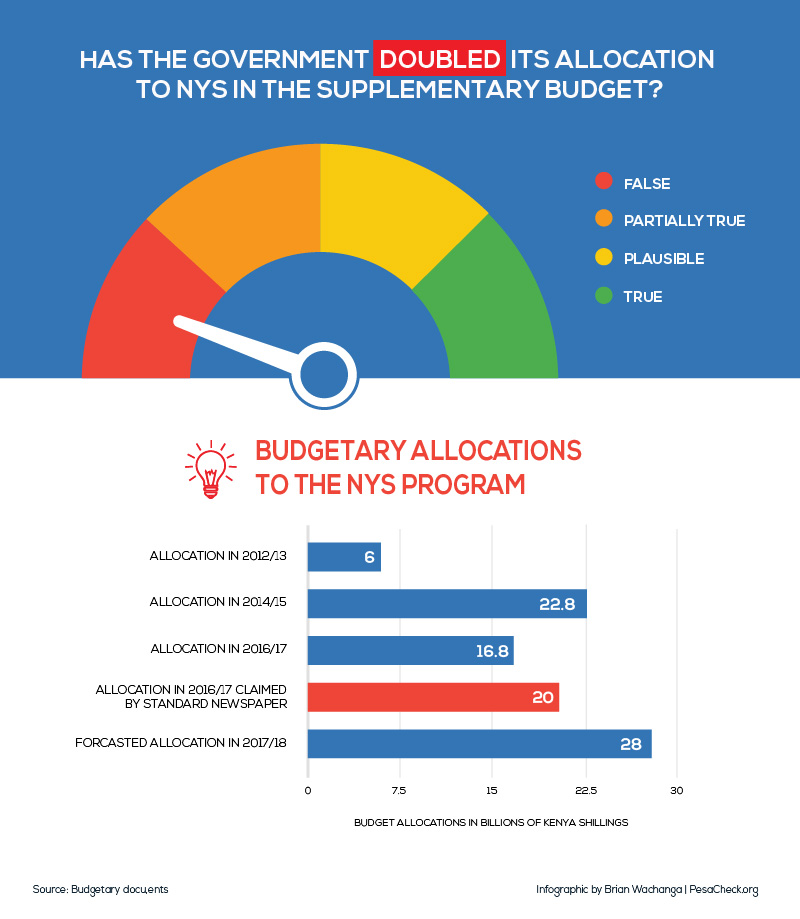 HAS THE GOVERNMENT DOUBLED ITS ALLOCATION
TO NYS IN THE SUPPLEMENTARY BUDGET?
FALSE
PARTIALLY TRUE
PLAUSIBLE
TRUE
BUDGETARY ALLOCATIONS
TO THE NYS PROGRAM
ALLOCATION IN 2012/13
6
ALLOCATION IN 2014/15
22.8
ALLOCATION IN 2016/17
16.8
ALLOCATION IN 2016/17 CLAIMED
BY STANDARD NEWSPAPER
20
FORCASTED ALLOCATION IN 2017/18
28
0 7.5 15 22.5 30
BUDGET ALLOCATIONS IN BILLIONS OF KENYA SHILLINGS
Source: Budgetary docu,ents
Infographic by Brian Wachanga | PesaCheck.org